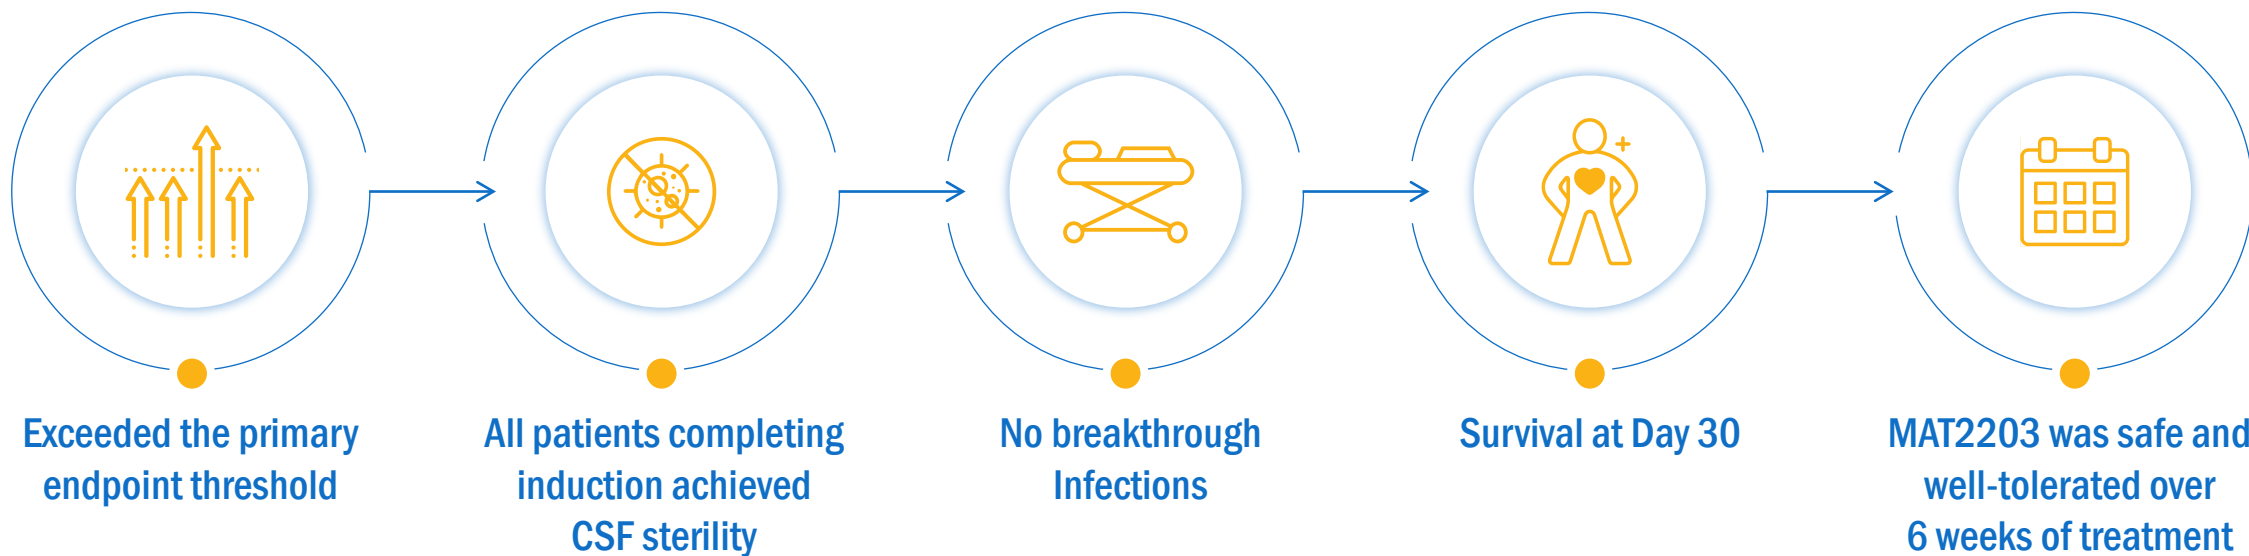 Exceeded the primary
endpoint threshold
All patients completing
induction achieved
CSF sterility
No breakthrough
Infections
Survival at Day 30
MAT2203 was safe and
well-tolerated over
6 weeks of treatment